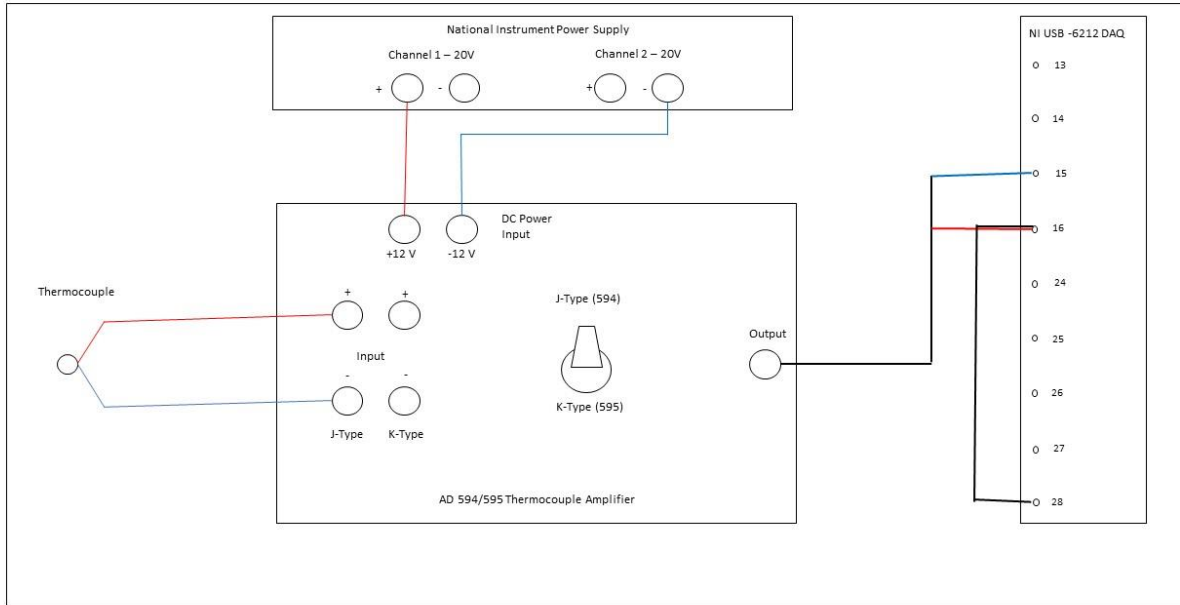 National Instrument Power Supply
Channel 1 – 20V
Channel 2 – 20V
+
-
+
-
NI USB -6212 DAQ
13
14
15
16
24
25
26
27
28
DC Power
Input
+12 V
-12 V
Thermocouple
+
+
Input
-
-
J-Type
K-Type
J-Type (594)
K-Type (595)
Output
AD 594/595 Thermocouple Amplifier